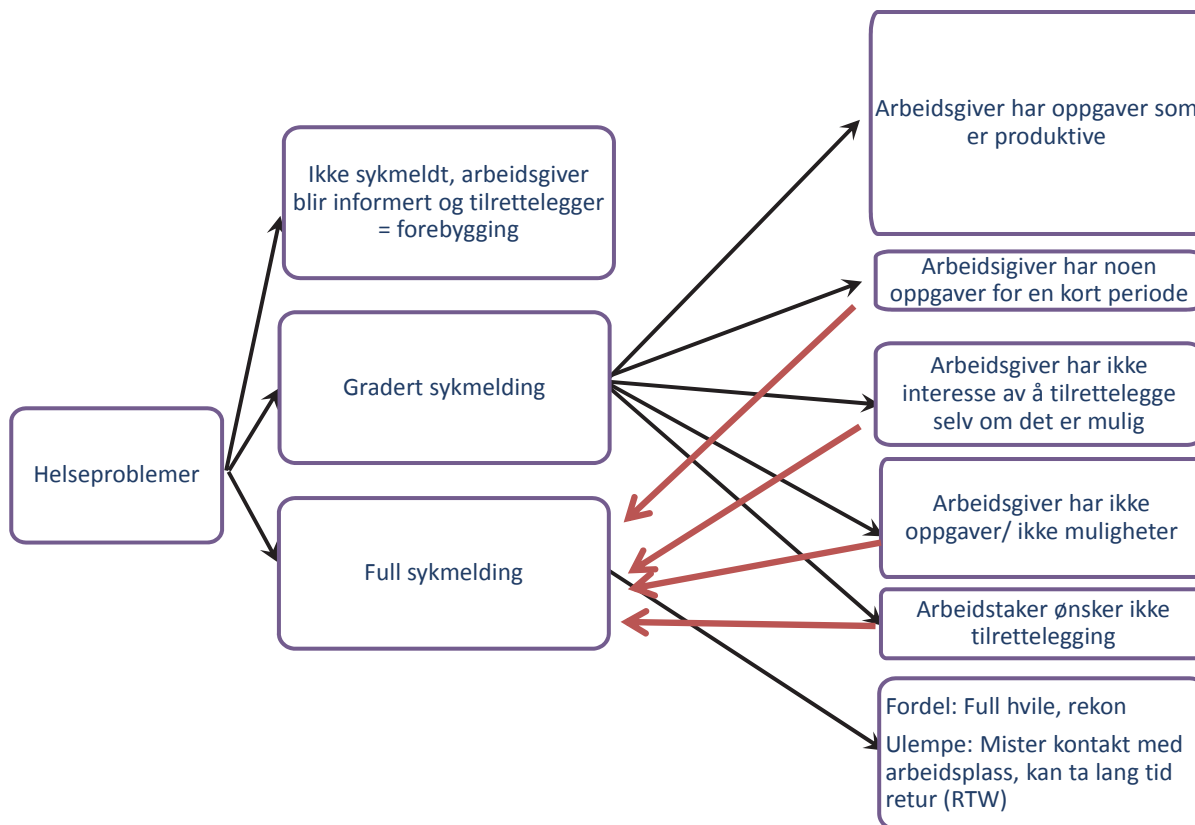 Helseproblemer
Ikke sykmeldt, arbeidsgiver
blir informert og tilrettelegger
= forebygging
Gradert sykmelding
Full sykmelding
Arbeidsgiver har oppgaver som
er produktive
Arbeidsigiver har noen
oppgaver for en kort periode
Arbeidsgiver har ikke
interesse av å tilrettelegge
selv om det er mulig
Arbeidsgiver har ikke
oppgaver/ ikke muligheter
Arbeidstaker ønsker ikke
tilrettelegging
Fordel: Full hvile, rekon
Ulempe: Mister kontakt med
arbeidsplass, kan ta lang tid
retur (RTW)